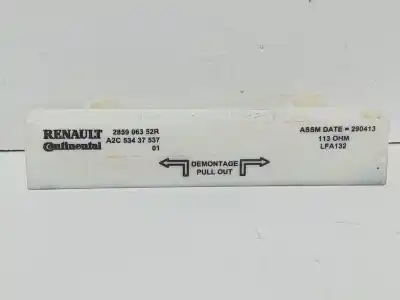 RENAULT
Continental
2859 063 52R
A2C 534 37 537
01
DEMONTAGE
PULL OUT
ASSM DATE = 290413
113 OHM
LFA132